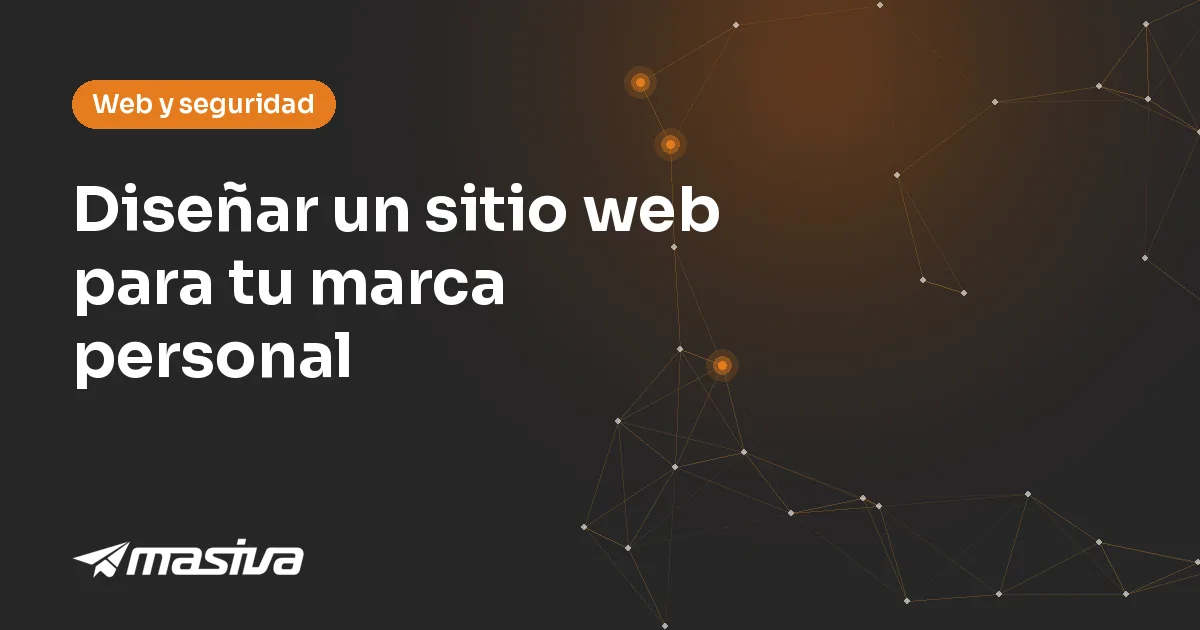 Web y seguridad
Diseñar un sitio web
para tu marca
personal
masiva